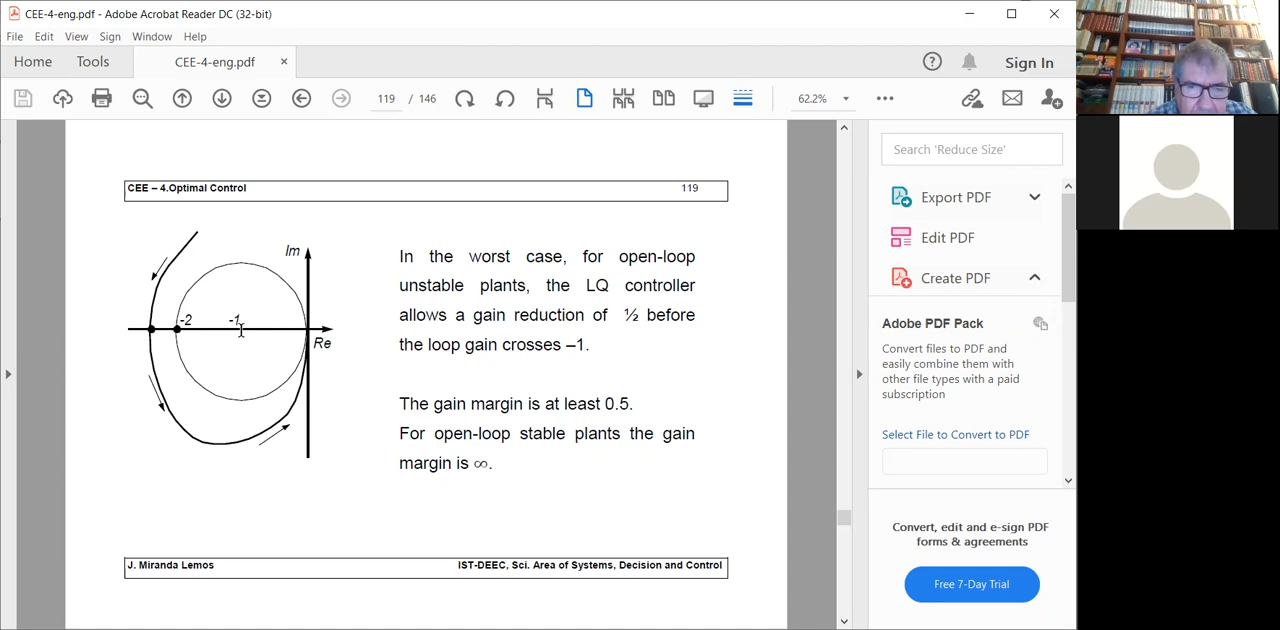 CEE-4-eng.pdf - Adobe Acrobat Reader DC (32-bit)
File Edit View Sign Window Help
Home Tools CEE-4-eng.pdf × Sign In
119 / 146 62.2%
CEE – 4.Optimal Control 119
Im
-2 -1
Re
In the worst case, for open-loop
unstable plants, the LQ controller
allows a gain reduction of ½ before
the loop gain crosses –1.
The gain margin is at least 0.5.
For open-loop stable plants the gain
margin is ∞.
J. Miranda Lemos IST-DEEC, Sci. Area of Systems, Decision and Control
Search 'Reduce Size'
Export PDF
Edit PDF
Create PDF
Adobe PDF Pack
Convert files to PDF and
easily combine them with
other file types with a paid
subscription
Select File to Convert to PDF
Convert, edit and e-sign PDF
forms & agreements
Free 7-Day Trial